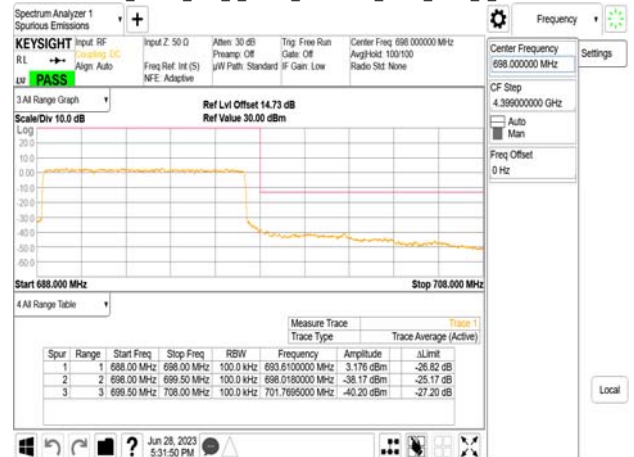 Spectrum Analyzer 1
Spurious Emissions
Frequency
KEYSIGHT
RL
LU
PASS
Input: RF
Coupling: DC
Align: Auto
Input Z: 50 Ω
Freq Ref: Int (S)
NFE: Adaptive
Atten: 30 dB
Preamp: Off
µW Path: Standard
Trig: Free Run
Gate: Off
IF Gain: Low
Center Freq: 698.000000 MHz
Avg|Hold: 100/100
Radio Std: None
Center Frequency
698.000000 MHz
Settings
CF Step
4.399000000 GHz
Auto
Man
Freq Offset
0 Hz
Local
3 All Range Graph
Scale/Div 10.0 dB
Ref Lvl Offset 14.73 dB
Ref Value 30.00 dBm
Log
20.0
10.0
0.00
-10.0
-20.0
-30.0
-40.0
-50.0
-60.0
Start 688.000 MHz
Stop 708.000 MHz
4 All Range Table
Measure Trace Trace 1
Trace Type Trace Average (Active)
Spur Range Start Freq Stop Freq RBW Frequency Amplitude ΔLimit
1 1 688.00 MHz 698.00 MHz 100.0 kHz 693.6100000 MHz 3.176 dBm -26.82 dB
2 2 698.00 MHz 699.50 MHz 100.0 kHz 698.0180000 MHz -38.17 dBm -25.17 dB
3 3 699.50 MHz 708.00 MHz 100.0 kHz 701.7695000 MHz -40.20 dBm -27.20 dB
?
Jun 28, 2023
5:31:50 PM